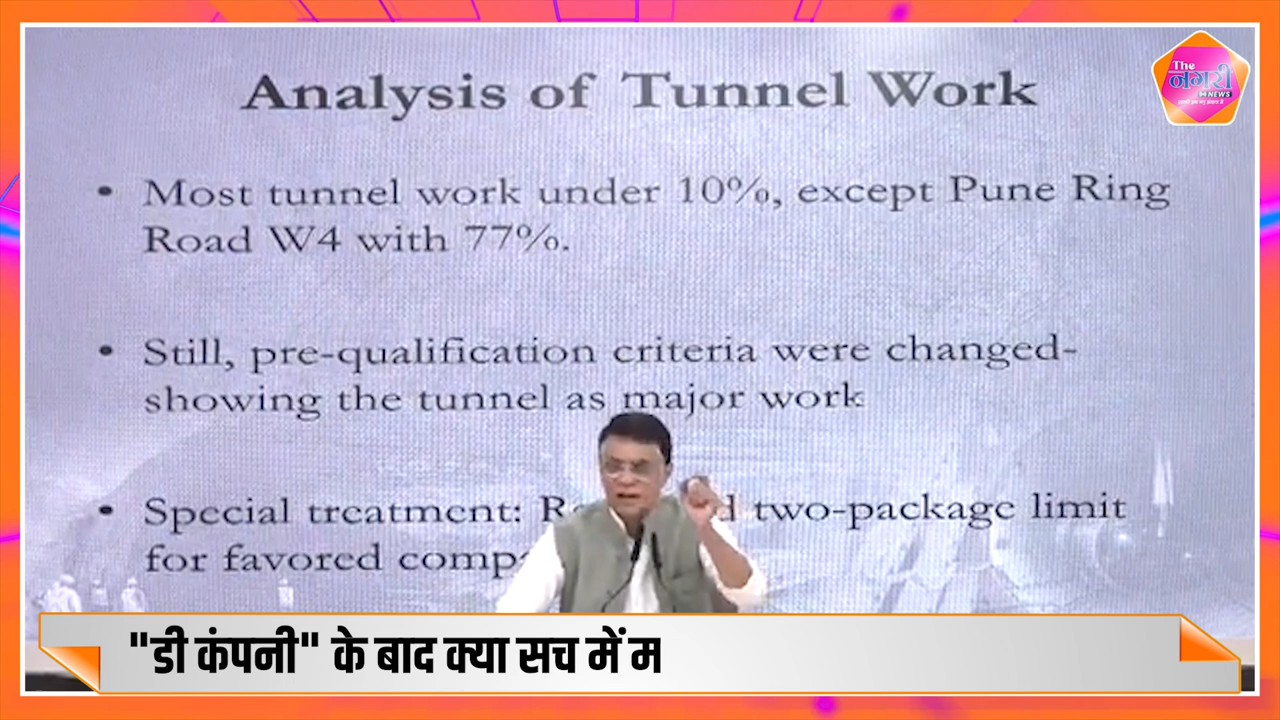 Analysis of Tunnel Work
The
नगरी
NEWS
• Most tunnel work under 10%, except Pune Ring
Road W4 with 77%.
• Still, pre-qualification criteria were changed-
showing the tunnel as major work
• Special treatment: two-package limit
for favored
"डी कंपनी" के बाद क्या सच में म